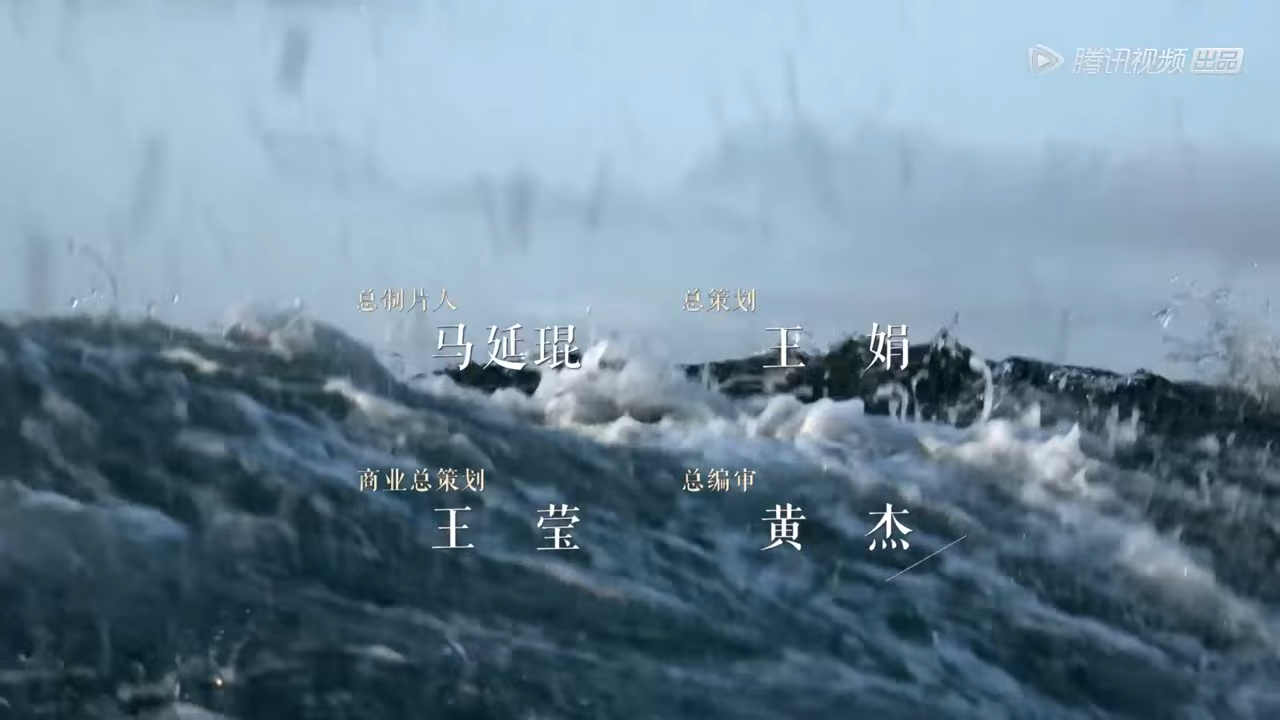 腾讯视频 出品
总制片人
马延琨
总策划
王 娟
商业总策划
王 莹
总编审
黄 杰